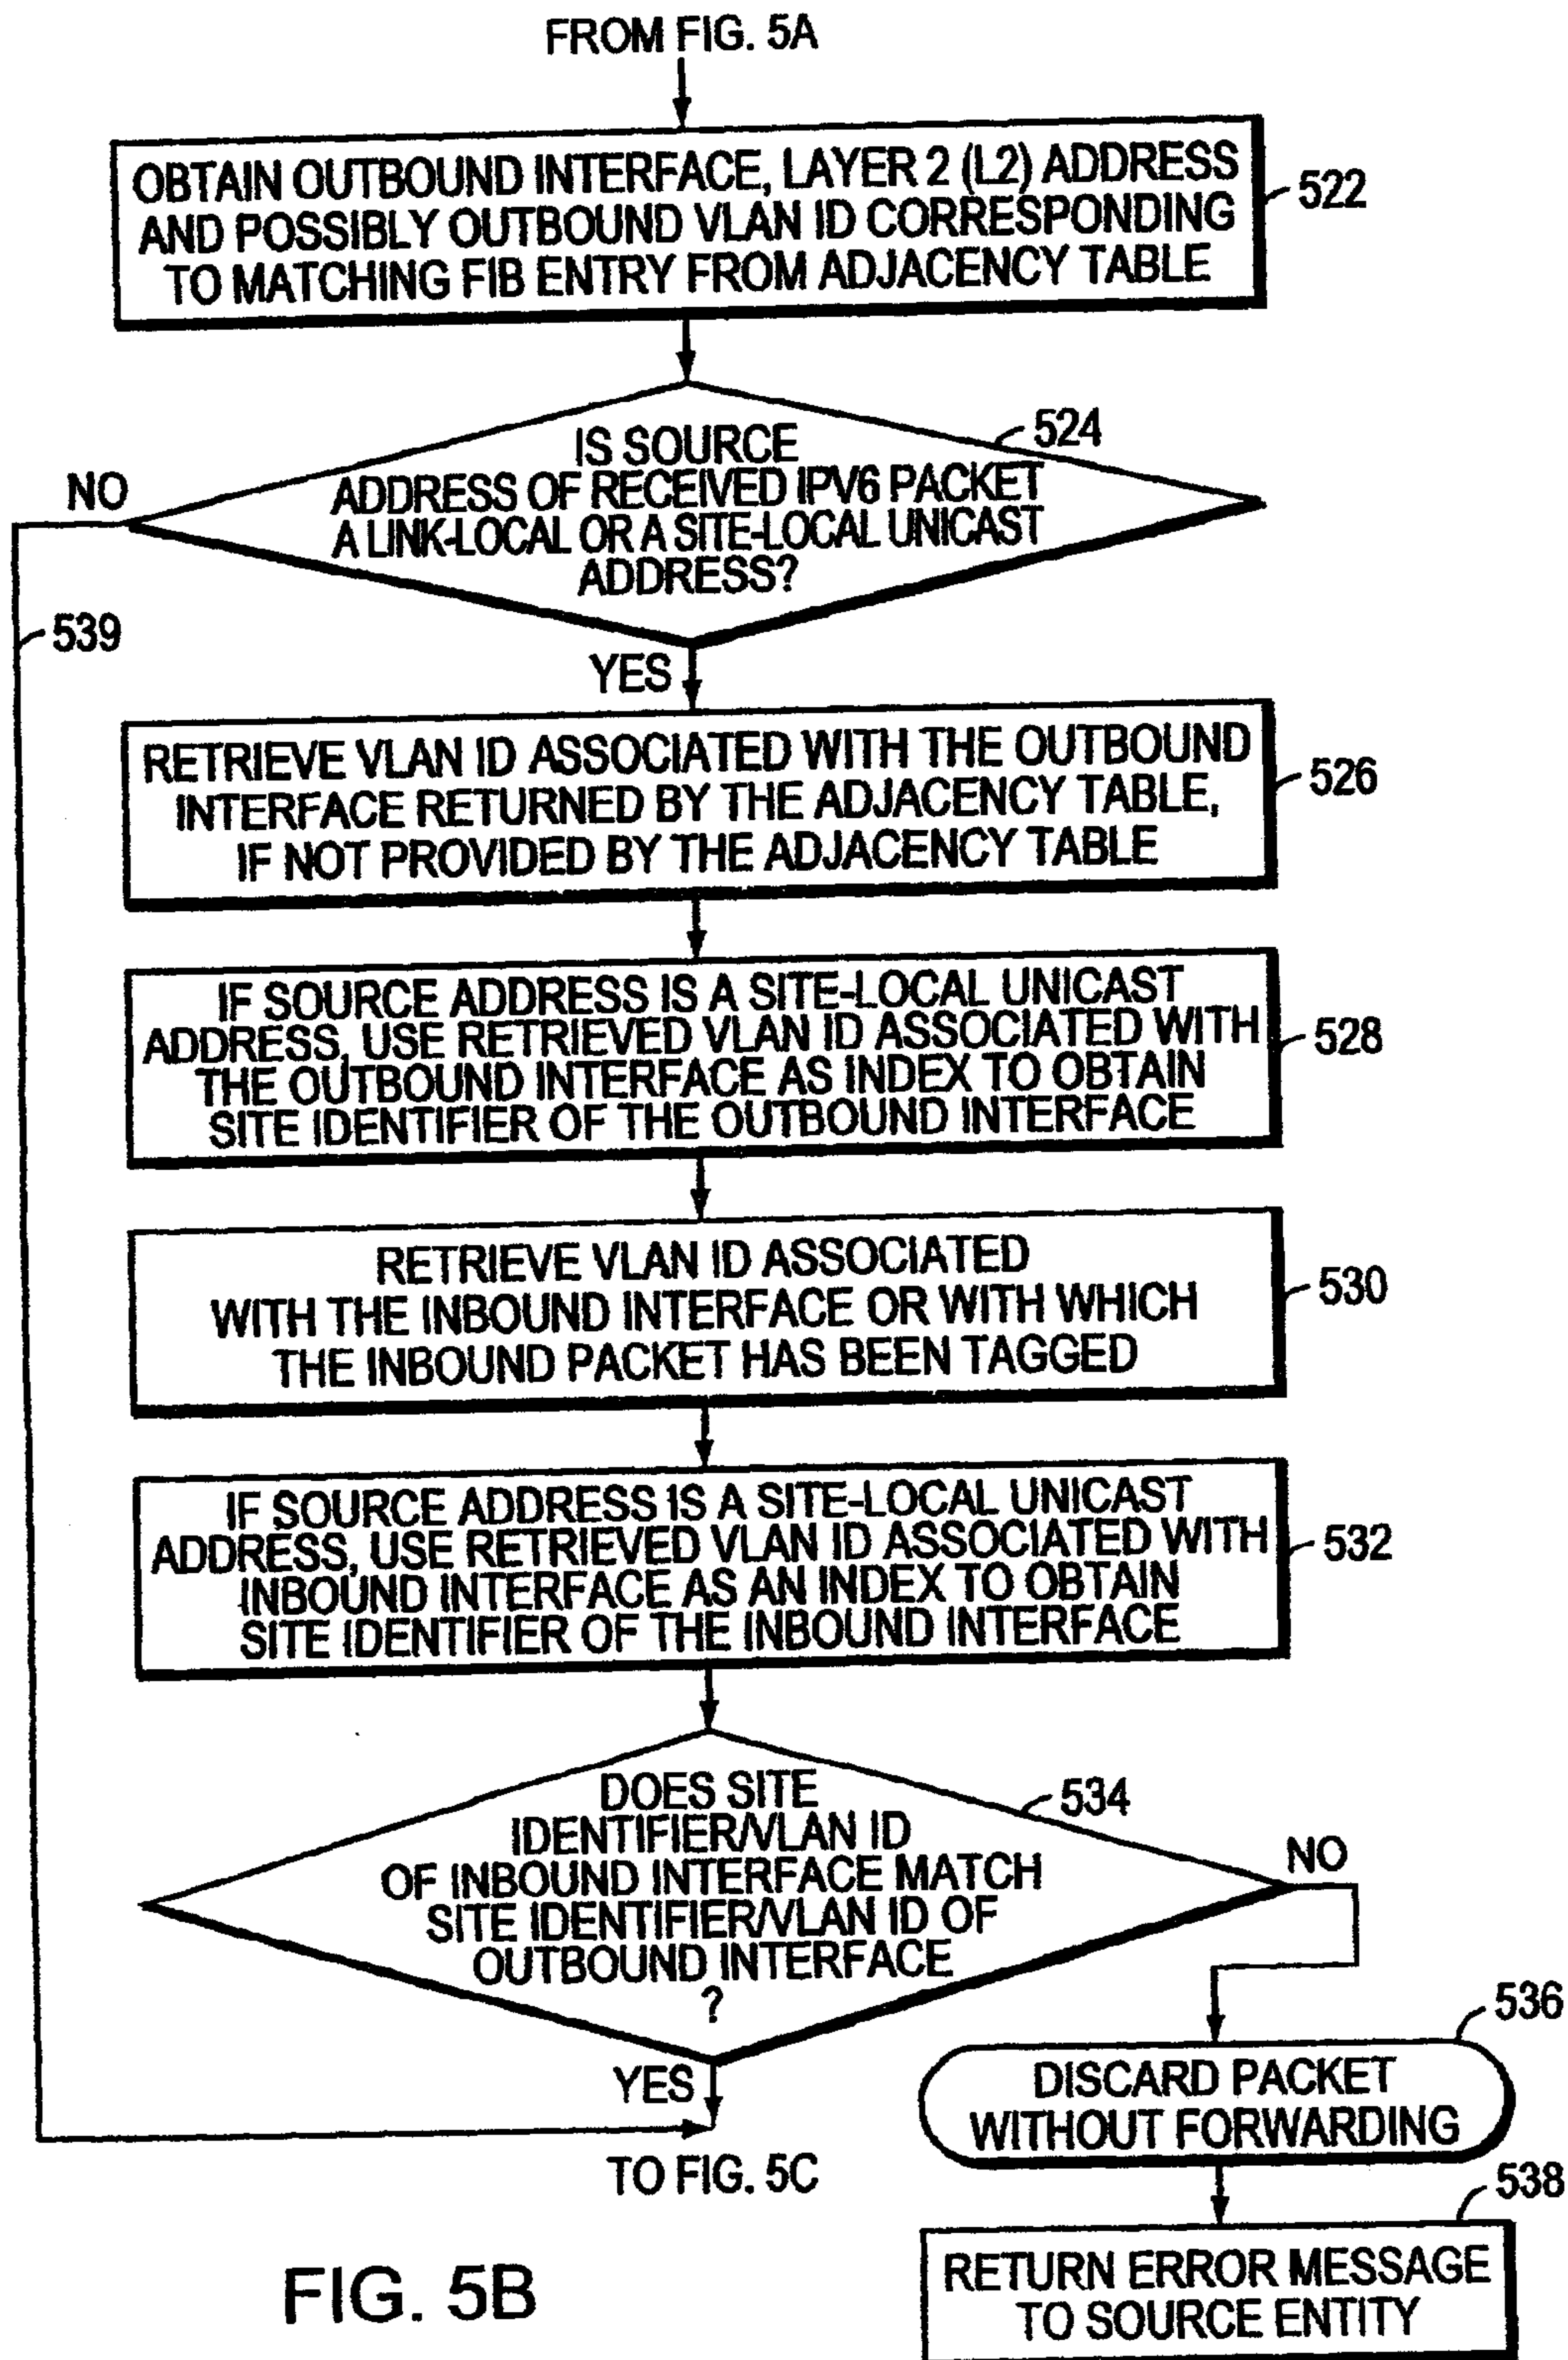 FROM FIG. 5A
OBTAIN OUTBOUND INTERFACE, LAYER 2 (L2) ADDRESS
AND POSSIBLY OUTBOUND VLAN ID CORRESPONDING
TO MATCHING FIB ENTRY FROM ADJACENCY TABLE
522
IS SOURCE
ADDRESS OF RECEIVED IPV6 PACKET
A LINK-LOCAL OR A SITE-LOCAL UNICAST
ADDRESS?
524
NO
539
YES
RETRIEVE VLAN ID ASSOCIATED WITH THE OUTBOUND
INTERFACE RETURNED BY THE ADJACENCY TABLE,
IF NOT PROVIDED BY THE ADJACENCY TABLE
526
IF SOURCE ADDRESS IS A SITE-LOCAL UNICAST
ADDRESS, USE RETRIEVED VLAN ID ASSOCIATED WITH
THE OUTBOUND INTERFACE AS INDEX TO OBTAIN
SITE IDENTIFIER OF THE OUTBOUND INTERFACE
528
RETRIEVE VLAN ID ASSOCIATED
WITH THE INBOUND INTERFACE OR WITH WHICH
THE INBOUND PACKET HAS BEEN TAGGED
530
IF SOURCE ADDRESS IS A SITE-LOCAL UNICAST
ADDRESS, USE RETRIEVED VLAN ID ASSOCIATED WITH
INBOUND INTERFACE AS AN INDEX TO OBTAIN
SITE IDENTIFIER OF THE INBOUND INTERFACE
532
DOES SITE
IDENTIFIER/VLAN ID
OF INBOUND INTERFACE MATCH
SITE IDENTIFIER/VLAN ID OF
OUTBOUND INTERFACE
?
534
NO
YES
TO FIG. 5C
DISCARD PACKET
WITHOUT FORWARDING
536
RETURN ERROR MESSAGE
TO SOURCE ENTITY
538
FIG. 5B